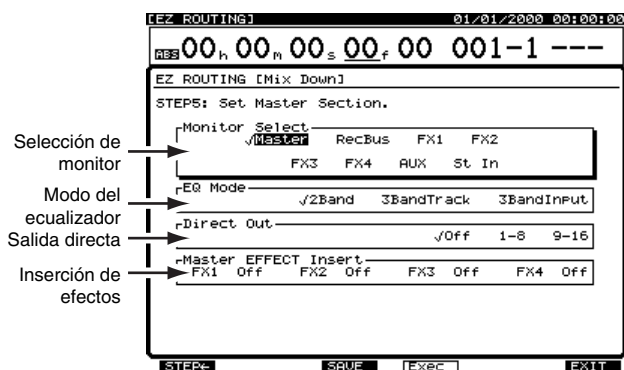 [EZ ROUTING] 01/01/2000 00:00:00
ABS 00h 00m 00s 00f 00 001-1 ---
EZ ROUTING [Mix Down]
STEP5: Set Master Section.
Monitor Select
√Master RecBus FX1 FX2
FX3 FX4 AUX St In
EQ Mode
√2Band 3BandTrack 3BandInput
Direct Out
√Off 1-8 9-16
Master EFFECT Insert
FX1 Off FX2 Off FX3 Off FX4 Off
STEP← SAVE Exec EXIT
Selección de
monitor
Modo del
ecualizador
Salida directa
Inserción de
efectos